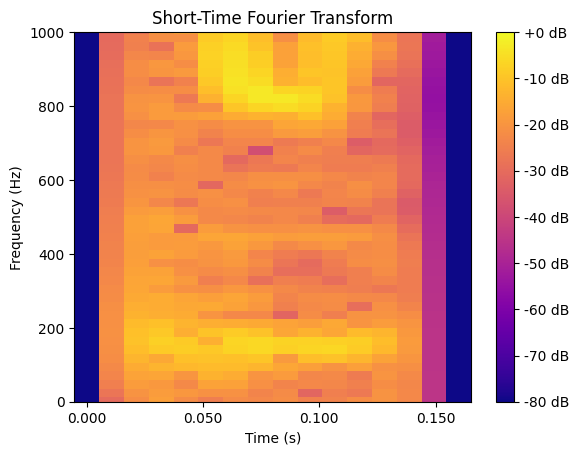 Short-Time Fourier Transform
1000
800
600
400
200
0
Frequency (Hz)
0.000
0.050
0.100
0.150
Time (s)
+0 dB
-10 dB
-20 dB
-30 dB
-40 dB
-50 dB
-60 dB
-70 dB
-80 dB